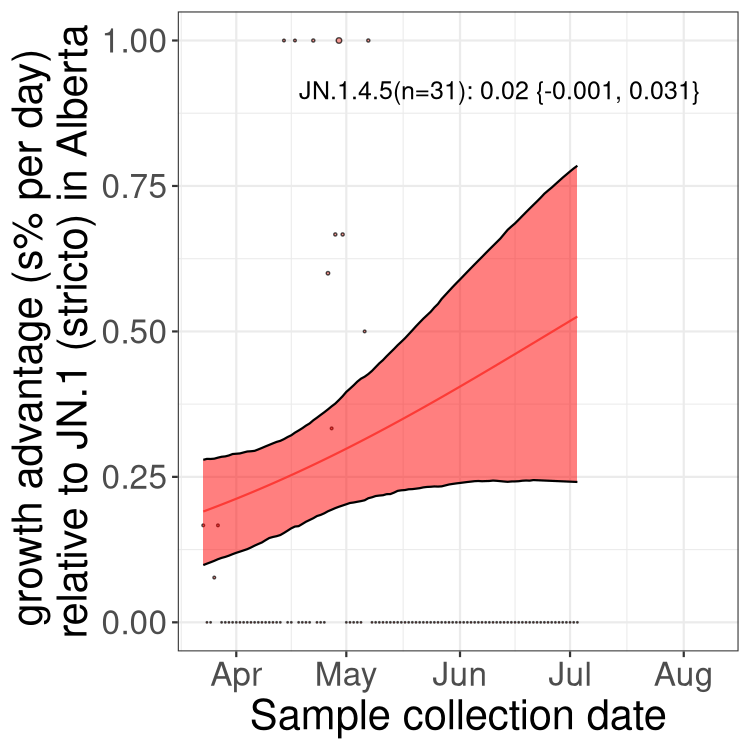 growth advantage (s% per day)
relative to JN.1 (stricto) in Alberta
1.00
0.75
0.50
0.25
0.00
JN.1.4.5(n=31): 0.02 {-0.001, 0.031}
Apr May Jun Jul Aug
Sample collection date